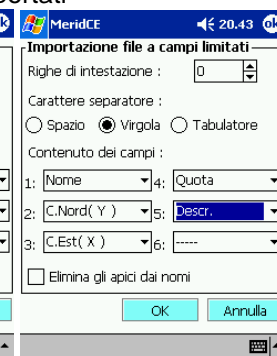 MeridCE 20.43 ok
Importazione file a campi limitati
Righe di intestazione : 0
Carattere separatore :
Spazio Virgola Tabulatore
Contenuto dei campi :
1: Nome 4: Quota
2: C.Nord( Y ) 5: Descr.
3: C.Est( X ) 6: -----
Elimina gli apici dai nomi
OK Annulla